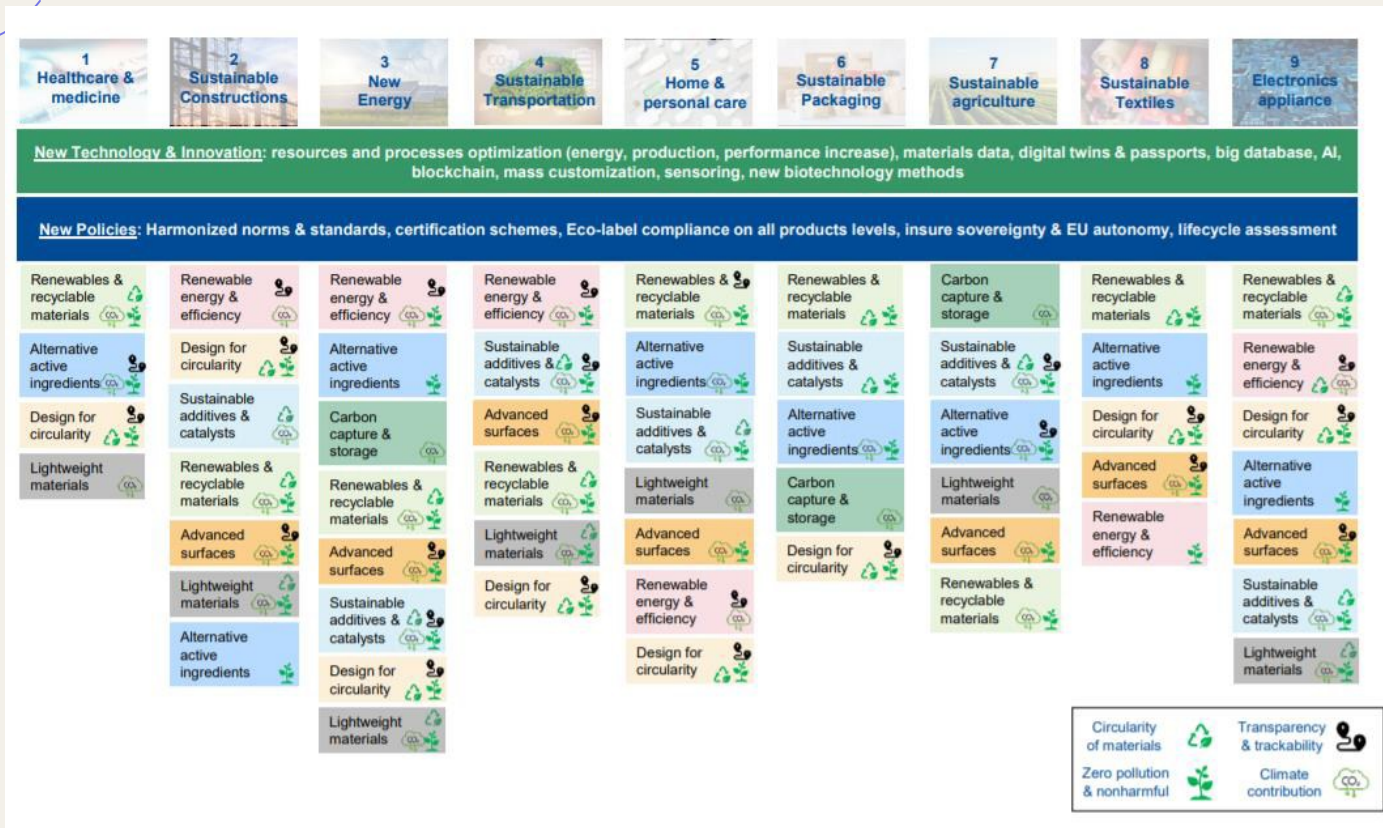 1
Healthcare &
medicine
2
Sustainable
Constructions
3
New
Energy
4
Sustainable
Transportation
5
Home &
personal care
6
Sustainable
Packaging
7
Sustainable
agriculture
8
Sustainable
Textiles
9
Electronics
appliance
New Technology & Innovation: resources and processes optimization (energy, production, performance increase), materials data, digital twins & passports, big database, AI,
blockchain, mass customization, sensoring, new biotechnology methods
New Policies: Harmonized norms & standards, certification schemes, Eco-label compliance on all products levels, insure sovereignty & EU autonomy, lifecycle assessment
Renewables &
recyclable
materials
Alternative
active
ingredients
Design for
circularity
Lightweight
materials
Renewable
energy &
efficiency
Design for
circularity
Sustainable
additives &
catalysts
Renewables &
recyclable
materials
Advanced
surfaces
Lightweight
materials
Alternative
active
ingredients
Renewable
energy &
efficiency
Alternative
active
ingredients
Carbon
capture &
storage
Renewables &
recyclable
materials
Advanced
surfaces
Sustainable
additives &
catalysts
Design for
circularity
Lightweight
materials
Renewable
energy &
efficiency
Sustainable
additives &
catalysts
Advanced
surfaces
Renewables &
recyclable
materials
Lightweight
materials
Design for
circularity
Renewables &
recyclable
materials
Alternative
active
ingredients
Sustainable
additives &
catalysts
Lightweight
materials
Advanced
surfaces
Renewable
energy &
efficiency
Design for
circularity
Renewables &
recyclable
materials
Sustainable
additives &
catalysts
Alternative
active
ingredients
Carbon
capture &
storage
Design for
circularity
Carbon
capture &
storage
Sustainable
additives &
catalysts
Alternative
active
ingredients
Lightweight
materials
Advanced
surfaces
Renewables &
recyclable
materials
Renewables &
recyclable
materials
Alternative
active
ingredients
Design for
circularity
Advanced
surfaces
Renewable
energy &
efficiency
Renewables &
recyclable
materials
Renewable
energy &
efficiency
Design for
circularity
Alternative
active
ingredients
Advanced
surfaces
Sustainable
additives &
catalysts
Lightweight
materials
Circularity
of materials
Transparency
& trackability
Zero pollution
& nonharmful
Climate
contribution
CO₂